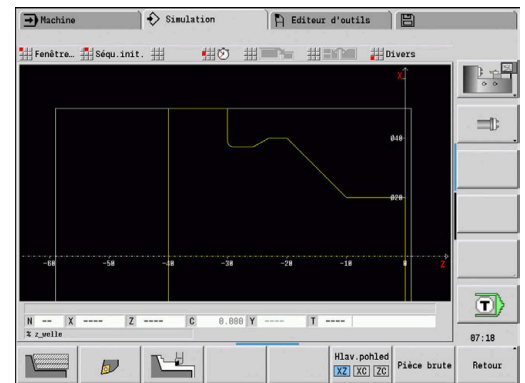 Machine
Simulation
Editeur d'outils
Fenêtre…
Séqu.init.
Divers
X
Ø40
Ø20
-60 -50 -40 -30 -20 -10 0 Z
N -- X ---- Z ---- C 0.000 Y ---- T ----
% z_welle
T
07:18
Hlav.pohled
XZ XC ZC
Pièce brute
Retour